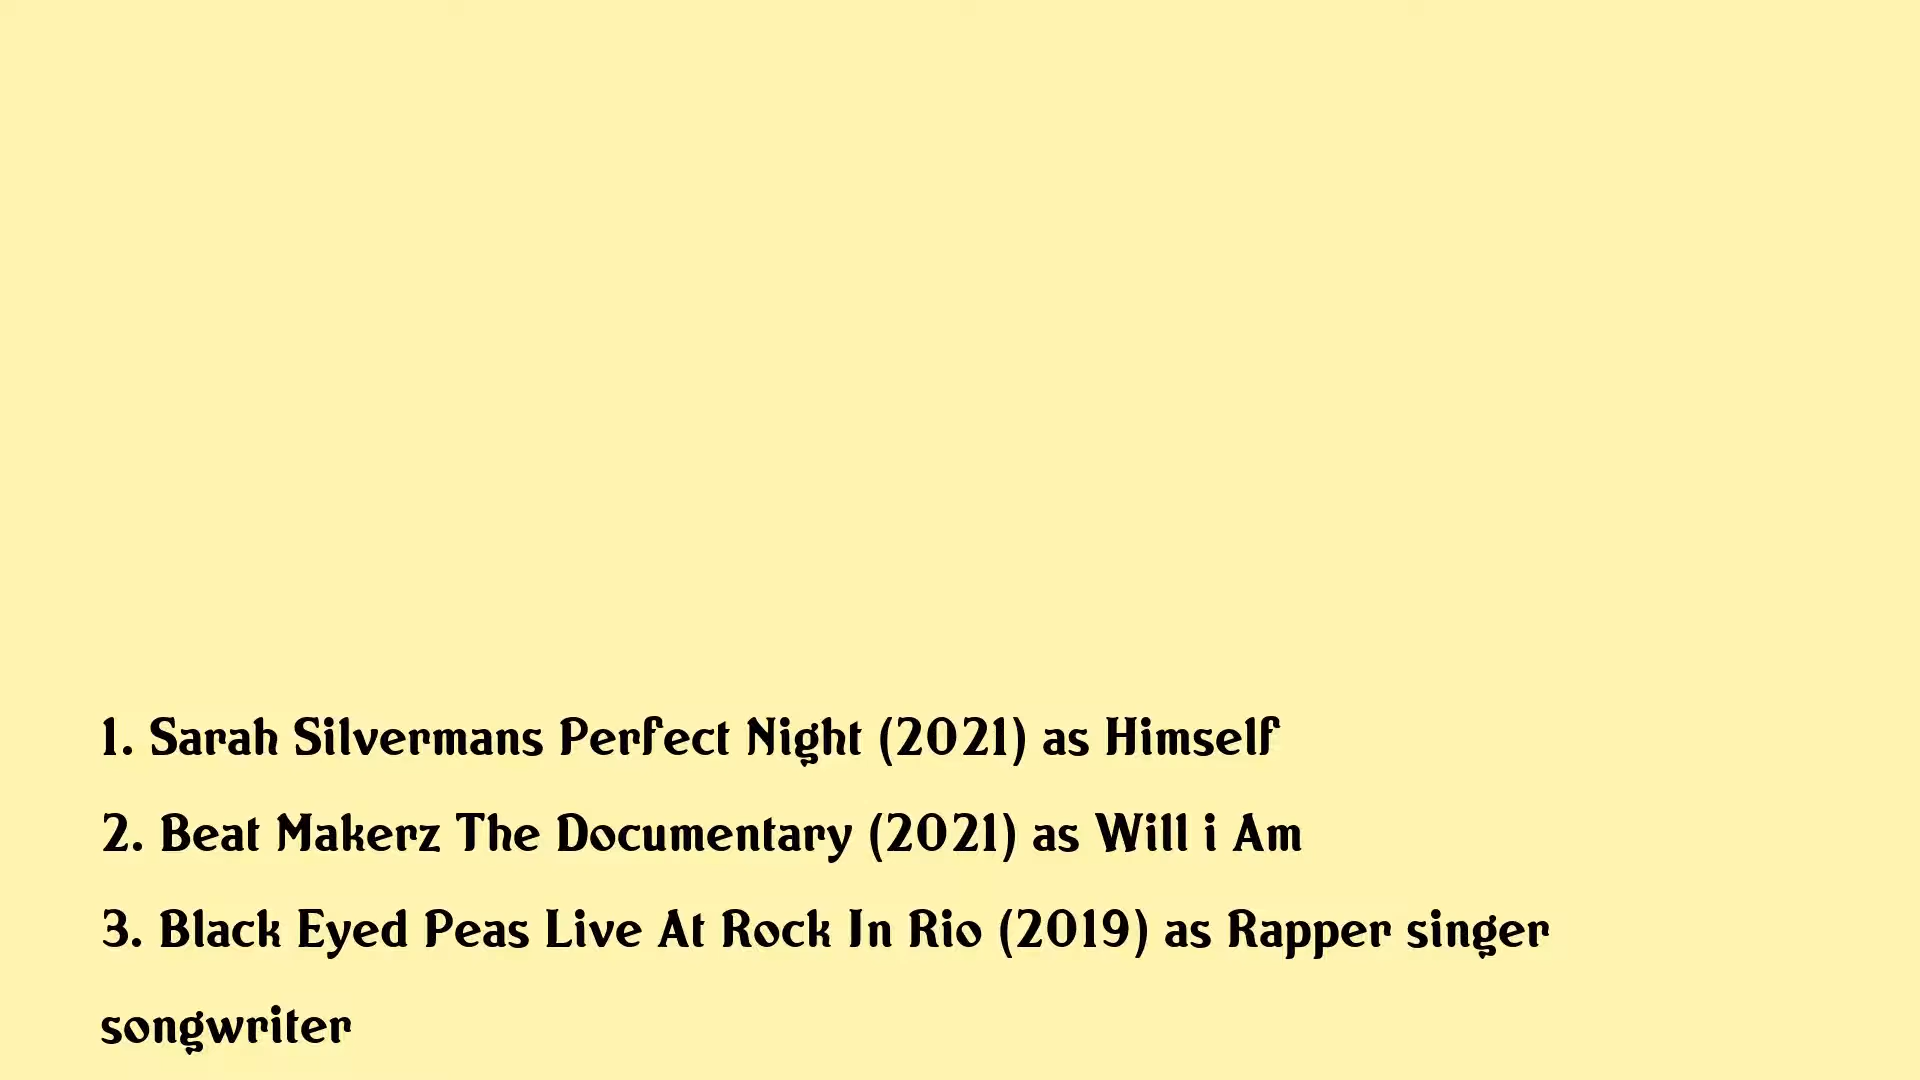 1. Sarah Silvermans Perfect Night (2021) as Himself
2. Beat Makerz The Documentary (2021) as Will i Am
3. Black Eyed Peas Live At Rock In Rio (2019) as Rapper singer
songwriter